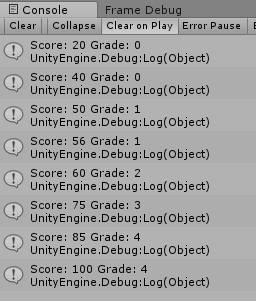 Console Frame Debug
Clear Collapse Clear on Play Error Pause
Score: 20 Grade: 0
UnityEngine.Debug:Log(Object)
Score: 40 Grade: 0
UnityEngine.Debug:Log(Object)
Score: 50 Grade: 1
UnityEngine.Debug:Log(Object)
Score: 56 Grade: 1
UnityEngine.Debug:Log(Object)
Score: 60 Grade: 2
UnityEngine.Debug:Log(Object)
Score: 75 Grade: 3
UnityEngine.Debug:Log(Object)
Score: 85 Grade: 4
UnityEngine.Debug:Log(Object)
Score: 100 Grade: 4
UnityEngine.Debug:Log(Object)